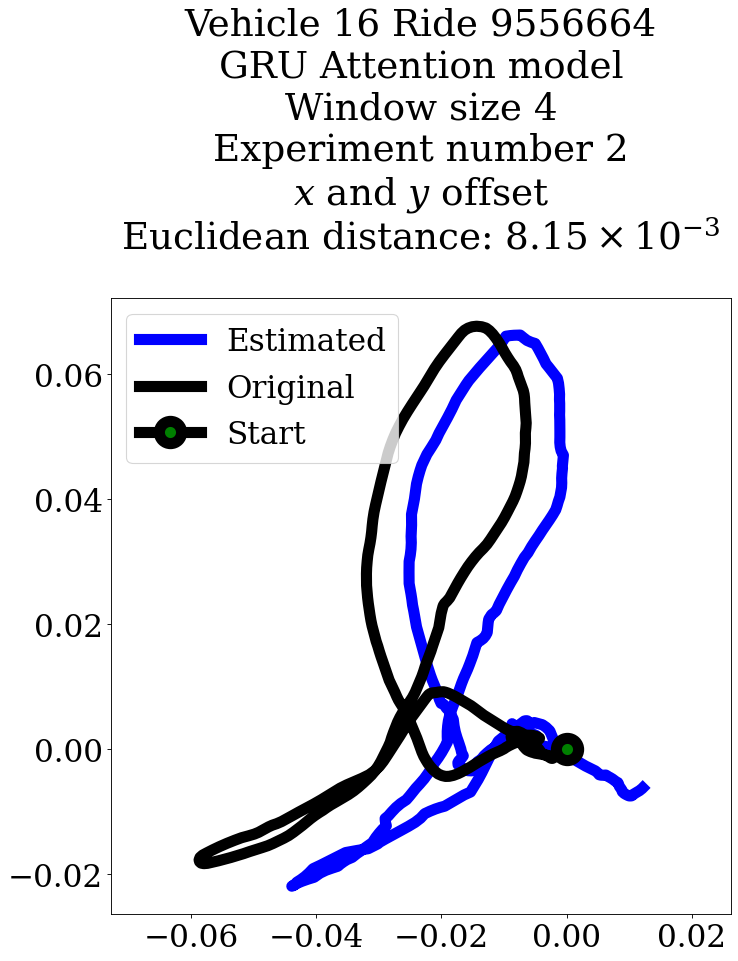 Vehicle 16 Ride 9556664
GRU Attention model
Window size 4
Experiment number 2
x and y offset
Euclidean distance: 8.15 × 10⁻³
Estimated
Original
Start
0.06
0.04
0.02
0.00
−0.02
−0.06 −0.04 −0.02 0.00 0.02